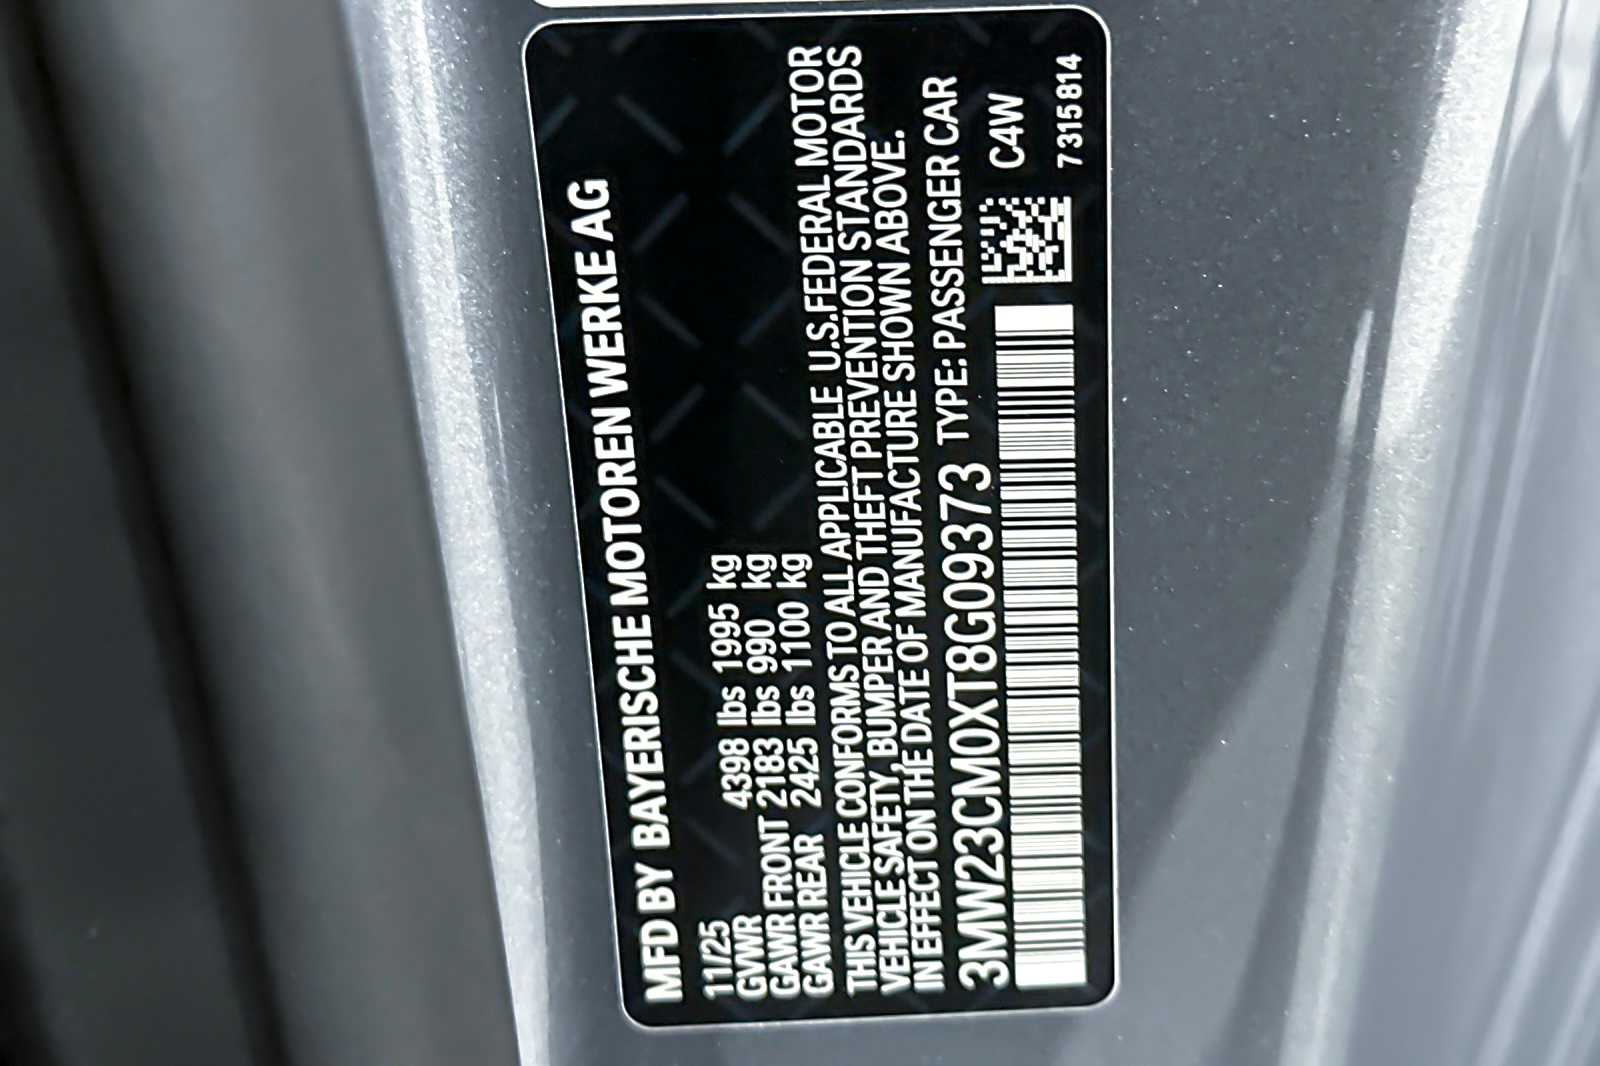 MFD BY BAYERISCHE MOTOREN WERKE AG
11/25
GVWR 4398 lbs 1995 kg
GAWR FRONT 2183 lbs 990 kg
GAWR REAR 2425 lbs 1100 kg
THIS VEHICLE CONFORMS TO ALL APPLICABLE U.S.FEDERAL MOTOR
VEHICLE SAFETY, BUMPER AND THEFT PREVENTION STANDARDS
IN EFFECT ON THE DATE OF MANUFACTURE SHOWN ABOVE.
3MW23CM0XT8G09373 TYPE: PASSENGER CAR
C4W
7315814